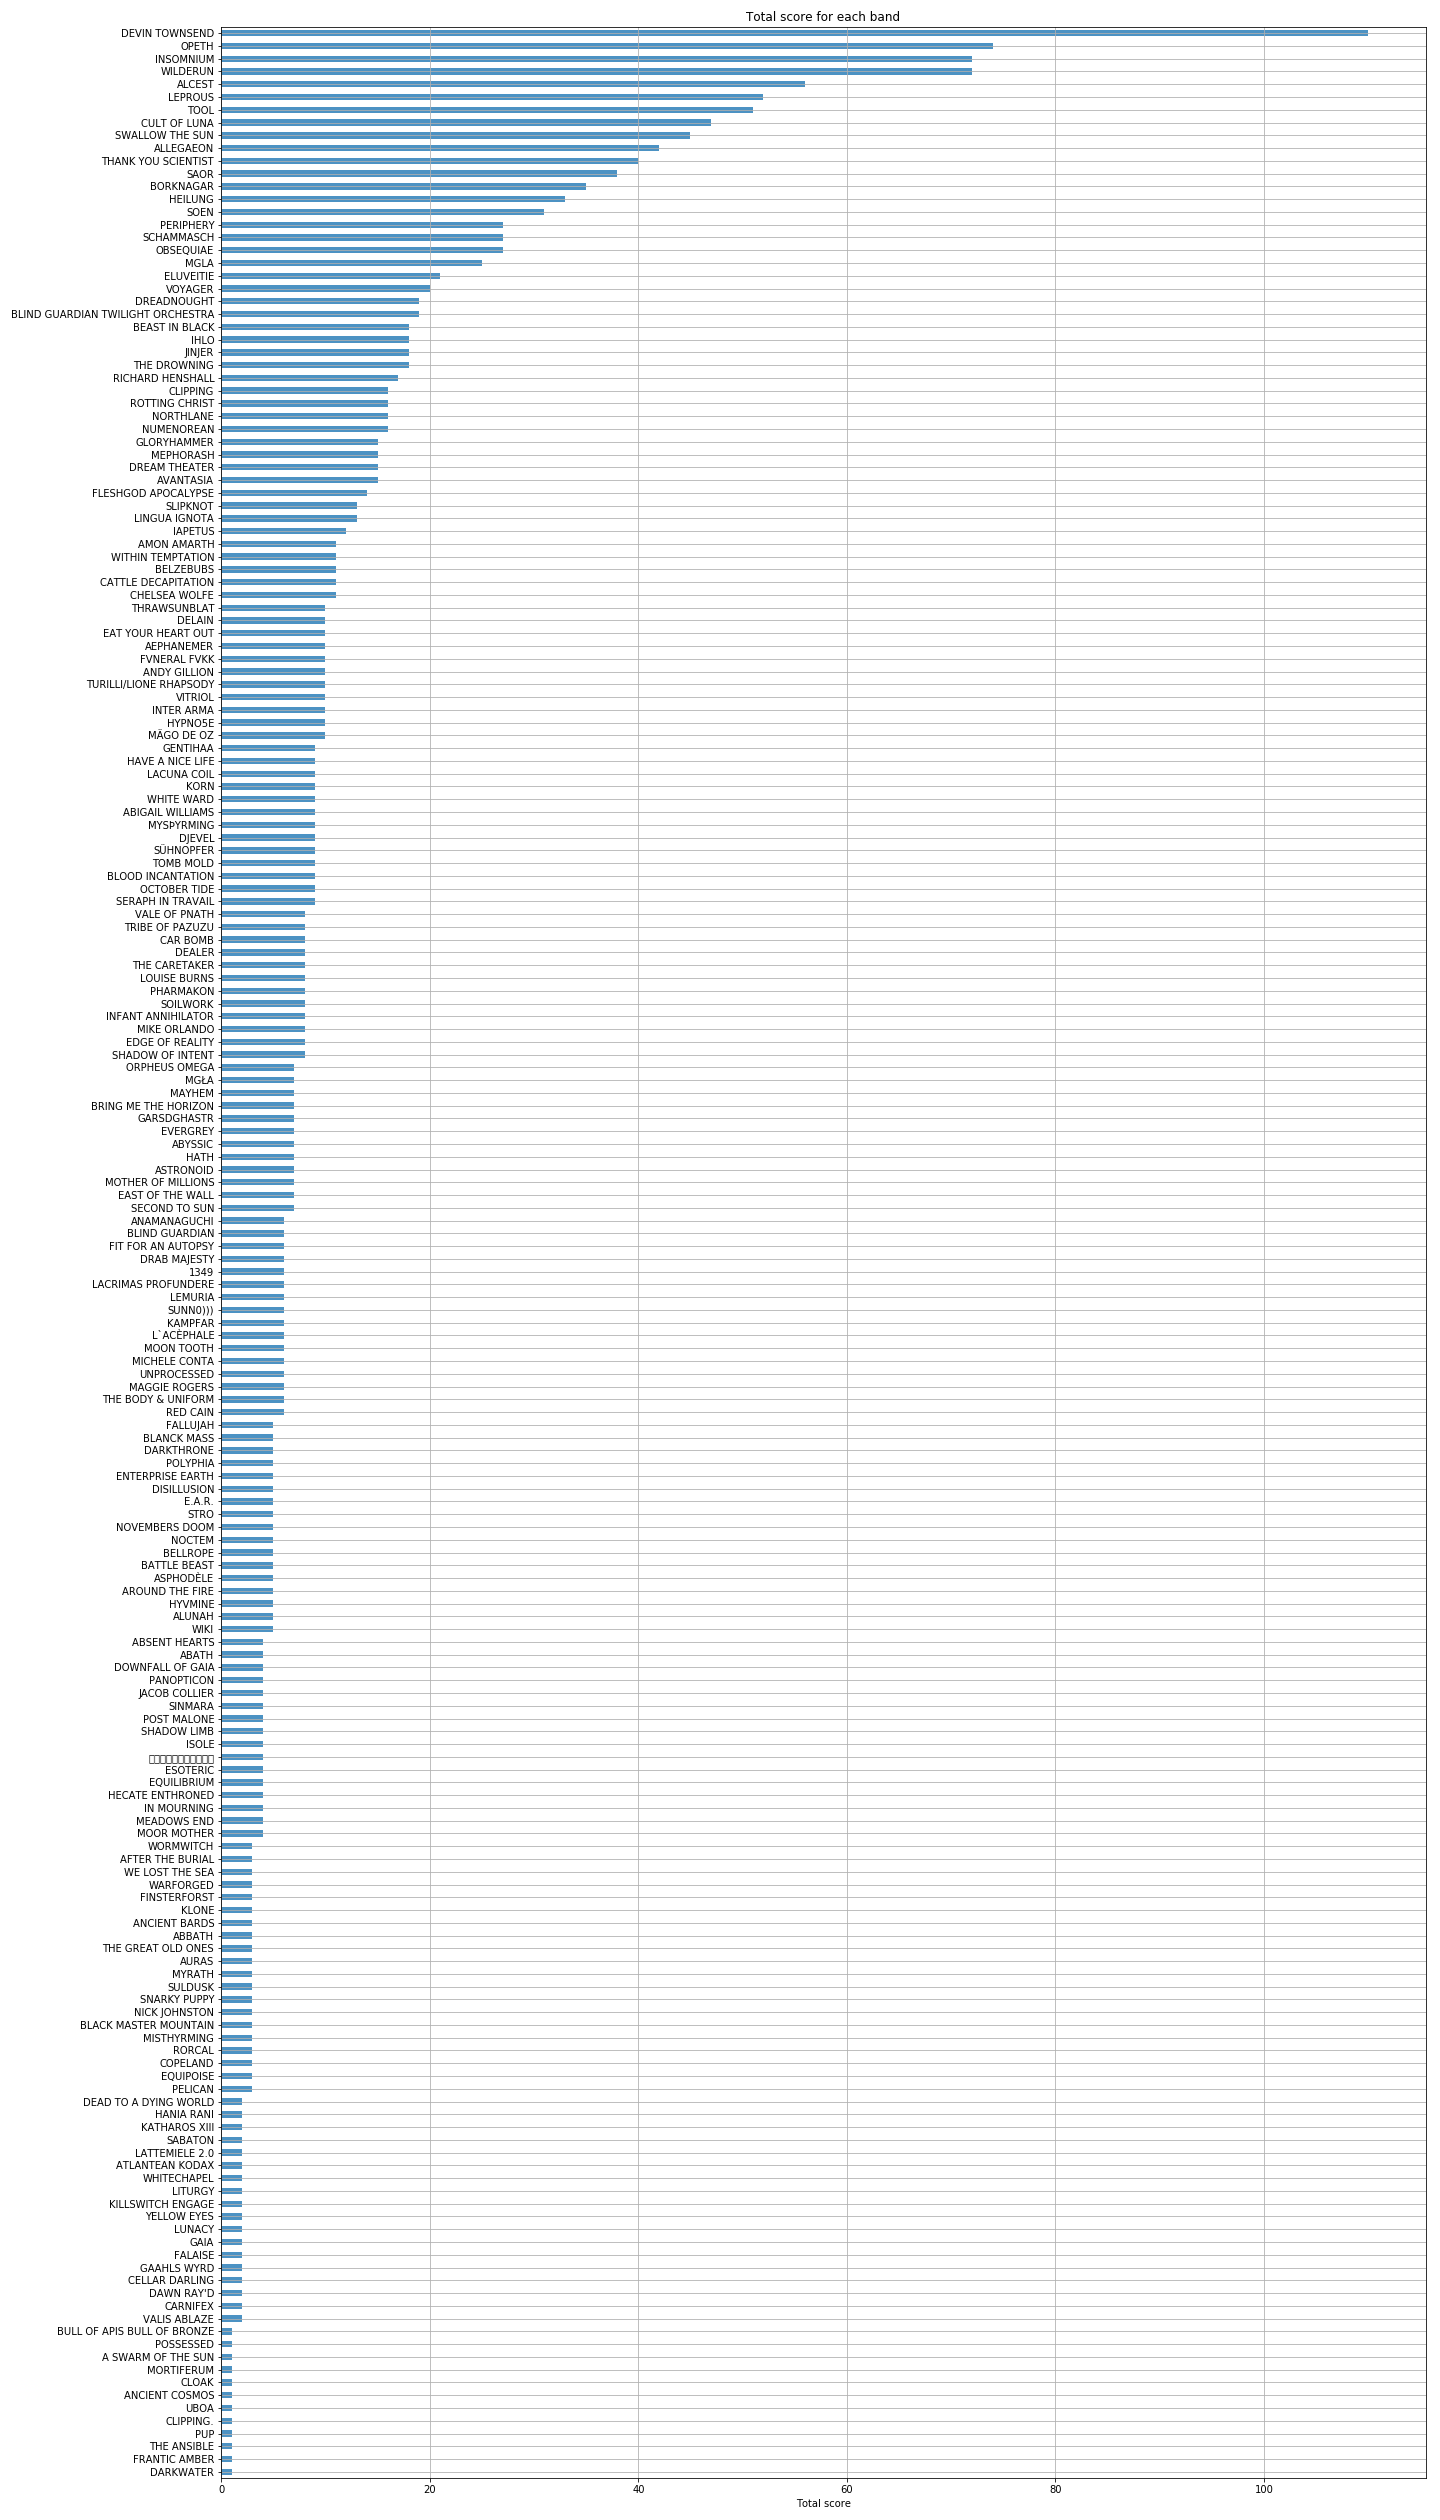 Total score for each band
DEVIN TOWNSEND
OPETH
INSOMNIUM
WILDERUN
ALCEST
LEPROUS
TOOL
CULT OF LUNA
SWALLOW THE SUN
ALLEGAEON
THANK YOU SCIENTIST
SAOR
BORKNAGAR
HEILUNG
SOEN
PERIPHERY
SCHAMMASCH
OBSEQUIAE
MGLA
ELUVEITIE
VOYAGER
DREADNOUGHT
BLIND GUARDIAN TWILIGHT ORCHESTRA
BEAST IN BLACK
IHLO
JINJER
THE DROWNING
RICHARD HENSHALL
CLIPPING
ROTTING CHRIST
NORTHLANE
NUMENOREAN
GLORYHAMMER
MEPHORASH
DREAM THEATER
AVANTASIA
FLESHGOD APOCALYPSE
SLIPKNOT
LINGUA IGNOTA
IAPETUS
AMON AMARTH
WITHIN TEMPTATION
BELZEBUBS
CATTLE DECAPITATION
CHELSEA WOLFE
THRAWSUNBLAT
DELAIN
EAT YOUR HEART OUT
AEPHANEMER
FVNERAL FVKK
ANDY GILLION
TURILLI/LIONE RHAPSODY
VITRIOL
INTER ARMA
HYPNO5E
MÄGO DE OZ
GENTIHAA
HAVE A NICE LIFE
LACUNA COIL
KORN
WHITE WARD
ABIGAIL WILLIAMS
MYSÞYRMING
DJEVEL
SÜHNOPFER
TOMB MOLD
BLOOD INCANTATION
OCTOBER TIDE
SERAPH IN TRAVAIL
VALE OF PNATH
TRIBE OF PAZUZU
CAR BOMB
DEALER
THE CARETAKER
LOUISE BURNS
PHARMAKON
SOILWORK
INFANT ANNIHILATOR
MIKE ORLANDO
EDGE OF REALITY
SHADOW OF INTENT
ORPHEUS OMEGA
MGŁA
MAYHEM
BRING ME THE HORIZON
GARSDGHASTR
EVERGREY
ABYSSIC
HATH
ASTRONOID
MOTHER OF MILLIONS
EAST OF THE WALL
SECOND TO SUN
ANAMANAGUCHI
BLIND GUARDIAN
FIT FOR AN AUTOPSY
DRAB MAJESTY
1349
LACRIMAS PROFUNDERE
LEMURIA
SUNN0)))
KAMPFAR
L`ACÈPHALE
MOON TOOTH
MICHELE CONTA
UNPROCESSED
MAGGIE ROGERS
THE BODY & UNIFORM
RED CAIN
FALLUJAH
BLANCK MASS
DARKTHRONE
POLYPHIA
ENTERPRISE EARTH
DISILLUSION
E.A.R.
STRO
NOVEMBERS DOOM
NOCTEM
BELLROPE
BATTLE BEAST
ASPHODÈLE
AROUND THE FIRE
HYVMINE
ALUNAH
WIKI
ABSENT HEARTS
ABATH
DOWNFALL OF GAIA
PANOPTICON
JACOB COLLIER
SINMARA
POST MALONE
SHADOW LIMB
ISOLE
ESOTERIC
EQUILIBRIUM
HECATE ENTHRONED
IN MOURNING
MEADOWS END
MOOR MOTHER
WORMWITCH
AFTER THE BURIAL
WE LOST THE SEA
WARFORGED
FINSTERFORST
KLONE
ANCIENT BARDS
ABBATH
THE GREAT OLD ONES
AURAS
MYRATH
SULDUSK
SNARKY PUPPY
NICK JOHNSTON
BLACK MASTER MOUNTAIN
MISTHYRMING
RORCAL
COPELAND
EQUIPOISE
PELICAN
DEAD TO A DYING WORLD
HANIA RANI
KATHAROS XIII
SABATON
LATTEMIELE 2.0
ATLANTEAN KODAX
WHITECHAPEL
LITURGY
KILLSWITCH ENGAGE
YELLOW EYES
LUNACY
GAIA
FALAISE
GAAHLS WYRD
CELLAR DARLING
DAWN RAY'D
CARNIFEX
VALIS ABLAZE
BULL OF APIS BULL OF BRONZE
POSSESSED
A SWARM OF THE SUN
MORTIFERUM
CLOAK
ANCIENT COSMOS
UBOA
CLIPPING.
PUP
THE ANSIBLE
FRANTIC AMBER
DARKWATER
0 20 40 60 80 100
Total score